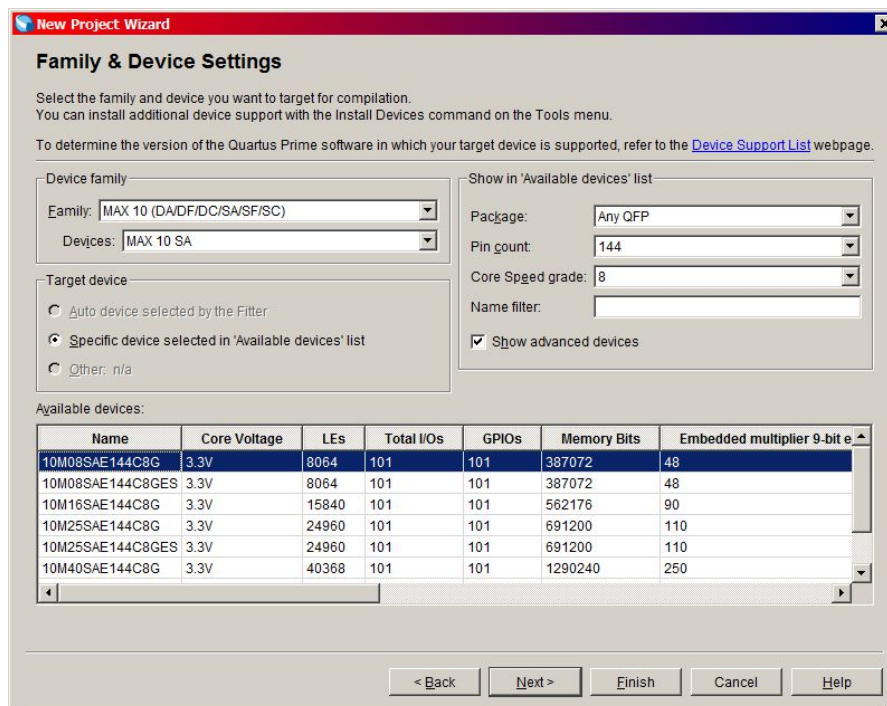 New Project Wizard
Family & Device Settings
Select the family and device you want to target for compilation.
You can install additional device support with the Install Devices command on the Tools menu.
To determine the version of the Quartus Prime software in which your target device is supported, refer to the Device Support List webpage.
Device family
Family: MAX 10 (DA/DF/DC/SA/SF/SC)
Devices: MAX 10 SA
Target device
Auto device selected by the Fitter
Specific device selected in 'Available devices' list
Other: n/a
Show in 'Available devices' list
Package: Any QFP
Pin count: 144
Core Speed grade: 8
Name filter:
Show advanced devices
Available devices:
Name Core Voltage LEs Total I/Os GPIOs Memory Bits Embedded multiplier 9-bit e
10M08SAE144C8G 3.3V 8064 101 101 387072 48
10M08SAE144C8GES 3.3V 8064 101 101 387072 48
10M16SAE144C8G 3.3V 15840 101 101 562176 90
10M25SAE144C8G 3.3V 24960 101 101 691200 110
10M25SAE144C8GES 3.3V 24960 101 101 691200 110
10M40SAE144C8G 3.3V 40368 101 101 1290240 250
< Back Next > Finish Cancel Help